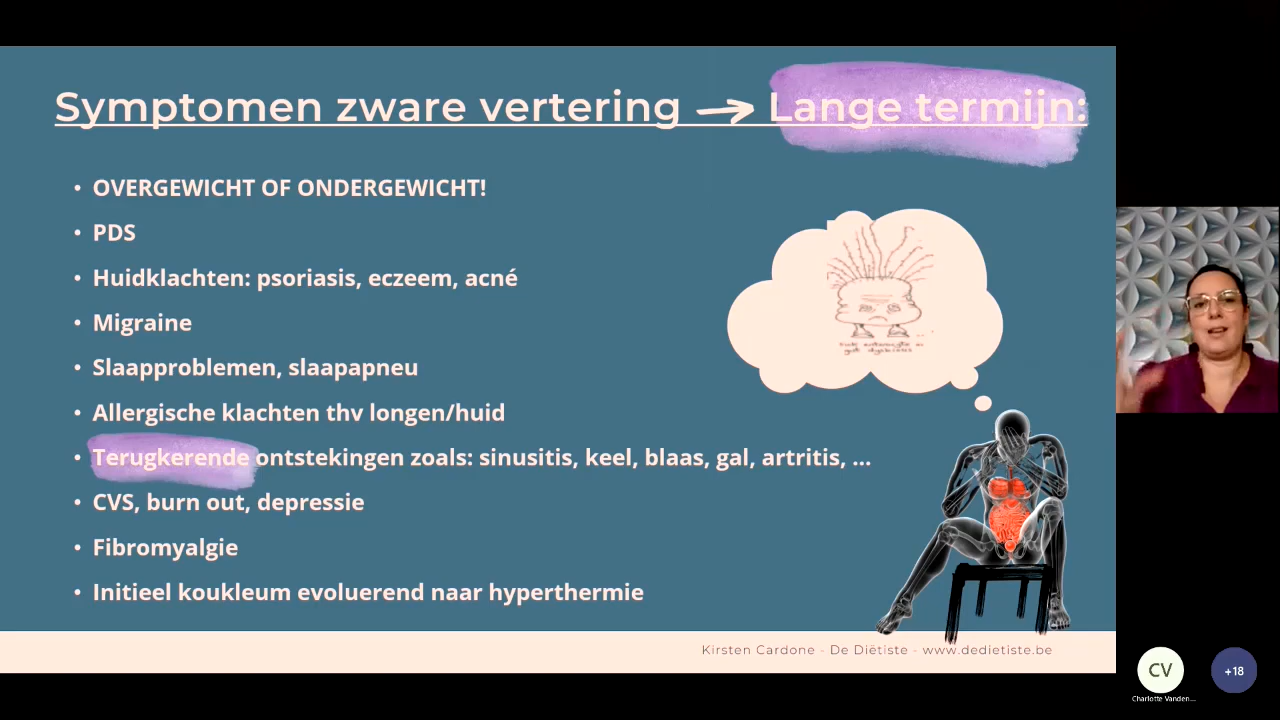 Symptomen zware vertering → Lange termijn:
• OVERGEWICHT OF ONDERGEWICHT!
• PDS
• Huidklachten: psoriasis, eczeem, acné
• Migraine
• Slaapproblemen, slaapapneu
• Allergische klachten thv longen/huid
• Terugkerende ontstekingen zoals: sinusitis, keel, blaas, gal, artritis, ...
• CVS, burn out, depressie
• Fibromyalgie
• Initieel koukleum evoluerend naar hyperthermie
Kirsten Cardone - De Diëtiste - www.dedietiste.be
CV
+18
Charlotte Vanden...